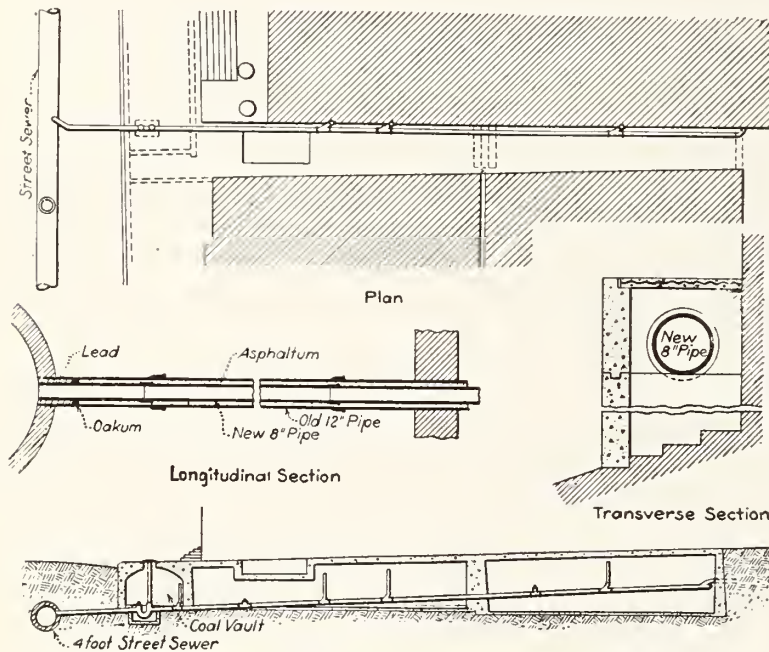 Street Sewer
Plan
Lead
Asphaltum
Oakum
New 8" Pipe
Old 12" Pipe
Longitudinal Section
New
8" Pipe
Transverse Section
Coal Vault
4 foot Street Sewer